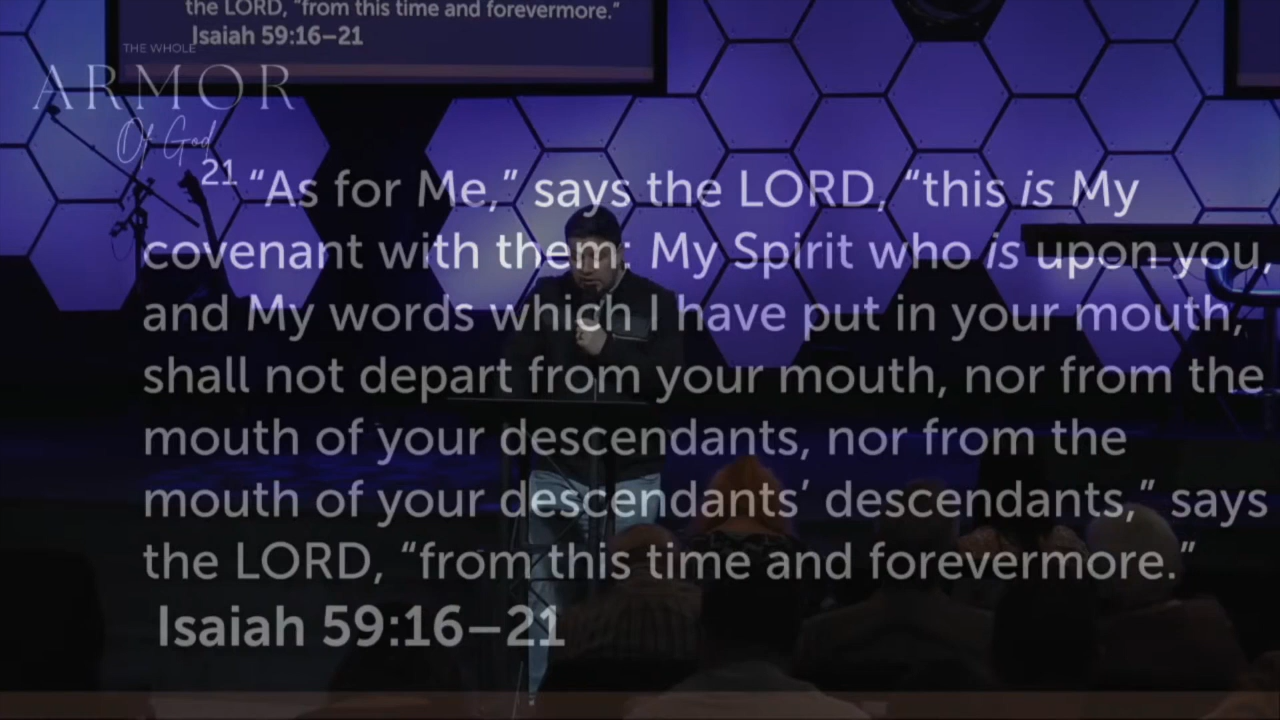 the LORD, "from this time and forevermore."
Isaiah 59:16–21
THE WHOLE
ARMOR
Of God
21 “As for Me,” says the LORD, “this is My
covenant with them: My Spirit who is upon you,
and My words which I have put in your mouth,
shall not depart from your mouth, nor from the
mouth of your descendants, nor from the
mouth of your descendants’ descendants,” says
the LORD, “from this time and forevermore.”
Isaiah 59:16–21